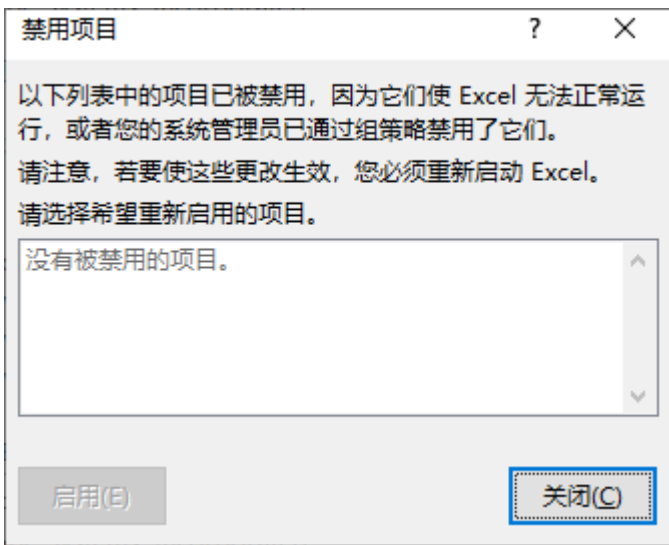 禁用项目
?
以下列表中的项目已被禁用，因为它们使 Excel 无法正常运
行，或者您的系统管理员已通过组策略禁用了它们。
请注意，若要使这些更改生效，您必须重新启动 Excel。
请选择希望重新启用的项目。
没有被禁用的项目。
启用(E)
关闭(C)